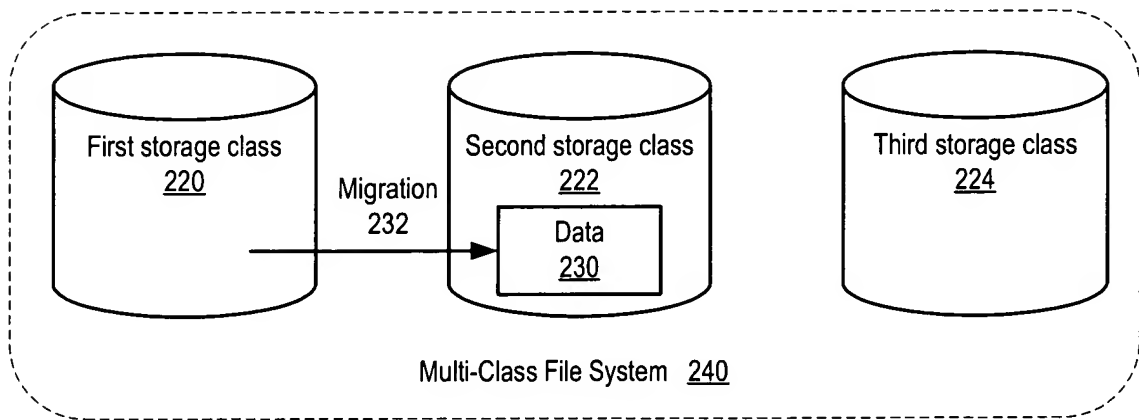 First storage class
220
Migration
232
Second storage class
222
Data
230
Third storage class
224
Multi-Class File System 240